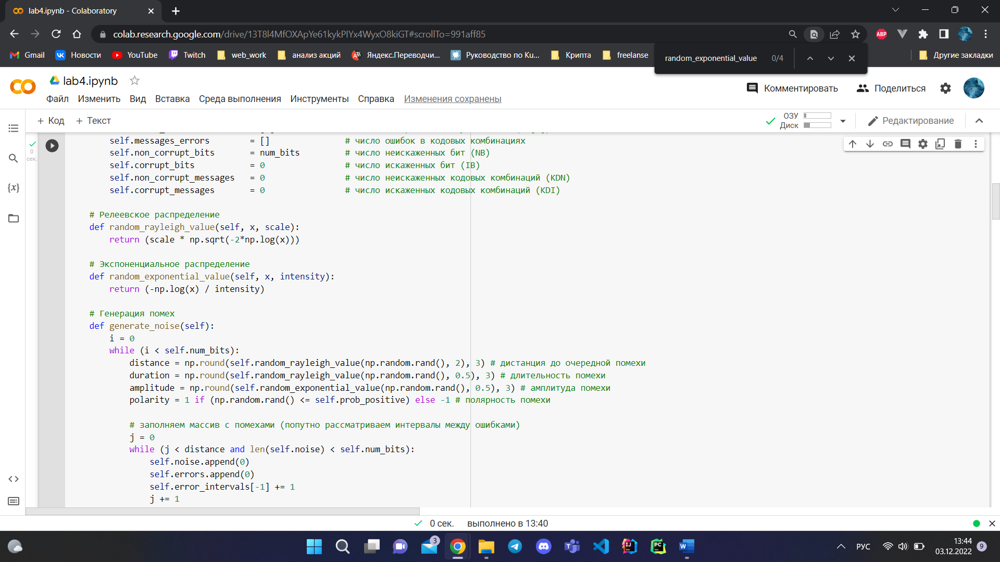 lab4.ipynb - Colaboratory
colab.research.google.com/drive/13T8l4MfOXApYe61kykPIYx4WyxO8kiGT#scrollTo=991aff85
ABP
Gmail
Новости
YouTube
Twitch
web_work
анализ акций
Яндекс.Переводчи...
Руководство по Ku...
Крипта
freelanse
Другие закладки
random_exponential_value 0/4
lab4.ipynb
Файл Изменить Вид Вставка Среда выполнения Инструменты Справка Изменения сохранены
Комментировать
Поделиться
+ Код + Текст
ОЗУ
Диск
Редактирование
0
сек.
{x}
self.messages_errors = [] # число ошибок в кодовых комбинациях
self.non_corrupt_bits = num_bits # число неискаженных бит (NB)
self.corrupt_bits = 0 # число искаженных бит (IB)
self.non_corrupt_messages = 0 # число неискаженных кодовых комбинаций (KDN)
self.corrupt_messages = 0 # число искаженных кодовых комбинаций (KDI)
# Релеевское распределение
def random_rayleigh_value(self, x, scale):
return (scale * np.sqrt(-2*np.log(x)))
# Экспоненциальное распределение
def random_exponential_value(self, x, intensity):
return (-np.log(x) / intensity)
# Генерация помех
def generate_noise(self):
i = 0
while (i < self.num_bits):
distance = np.round(self.random_rayleigh_value(np.random.rand(), 2), 3) # дистанция до очередной помехи
duration = np.round(self.random_rayleigh_value(np.random.rand(), 0.5), 3) # длительность помехи
amplitude = np.round(self.random_exponential_value(np.random.rand(), 0.5), 3) # амплитуда помехи
polarity = 1 if (np.random.rand() <= self.prob_positive) else -1 # полярность помехи
# заполняем массив с помехами (попутно рассматриваем интервалы между ошибками)
j = 0
while (j < distance and len(self.noise) < self.num_bits):
self.noise.append(0)
self.errors.append(0)
self.error_intervals[-1] += 1
j += 1
0 сек. выполнено в 13:40
3
РУС
13:44
03.12.2022
9